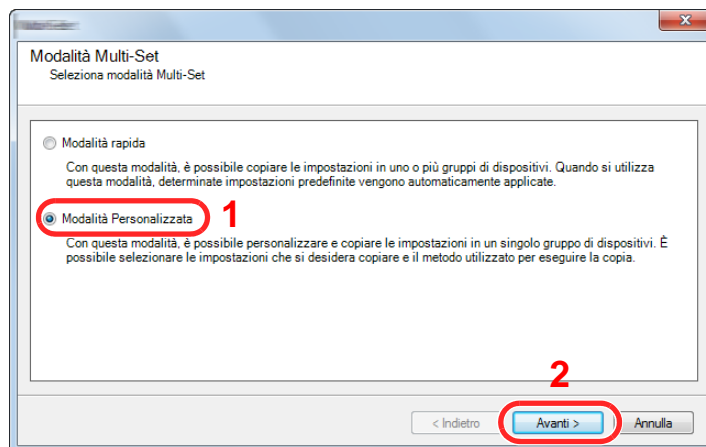 x
Modalità Multi-Set
Seleziona modalità Multi-Set
Modalità rapida
Con questa modalità, è possibile copiare le impostazioni in uno o più gruppi di dispositivi. Quando si utilizza
questa modalità, determinate impostazioni predefinite vengono automaticamente applicate.
Modalità Personalizzata 1
Con questa modalità, è possibile personalizzare e copiare le impostazioni in un singolo gruppo di dispositivi. È
possibile selezionare le impostazioni che si desidera copiare e il metodo utilizzato per eseguire la copia.
2
< Indietro Avanti > Annulla